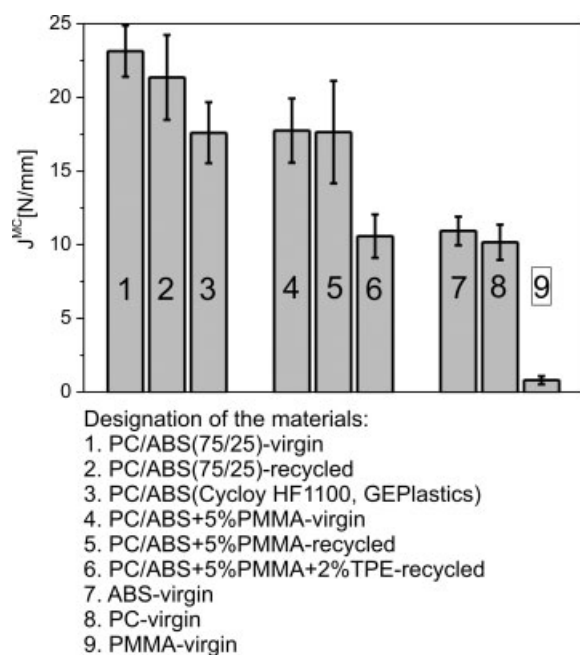 25
20
15
10
5
0
J^MC[N/mm]
1 2 3 4 5 6 7 8 9
Designation of the materials:
1. PC/ABS(75/25)-virgin
2. PC/ABS(75/25)-recycled
3. PC/ABS(Cycloy HF1100, GEPlastics)
4. PC/ABS+5%PMMA-virgin
5. PC/ABS+5%PMMA-recycled
6. PC/ABS+5%PMMA+2%TPE-recycled
7. ABS-virgin
8. PC-virgin
9. PMMA-virgin